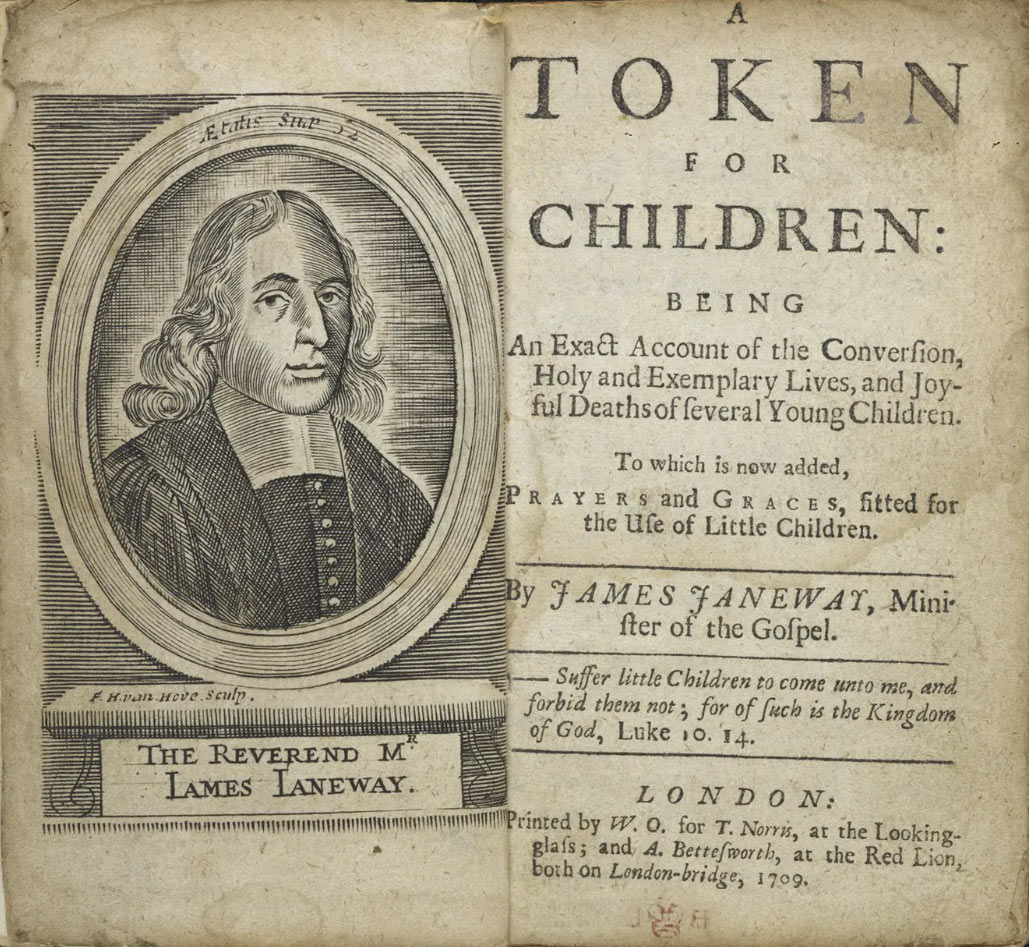 Ætatis Suæ
F. H. van. Hove. Sculp.
THE REVEREND M^R
IAMES IANEWAY.
A
TOKEN
FOR
CHILDREN:
BEING
An Exact Account of the Converſion,
Holy and Exemplary Lives, and Joy-
ful Deaths of ſeveral Young Children.
To which is now added,
PRAYERS and GRACES, fitted for
the Uſe of Little Children.
By JAMES JANEWAY, Mini-
ſter of the Goſpel.
— Suffer little Children to come unto me, and
forbid them not; for of ſuch is the Kingdom
of God, Luke 10. 14.
LONDON:
Printed by W. O. for T. Norris, at the Looking-
glaſs; and A. Betteſworth, at the Red Lion,
both on London-bridge, 1709.